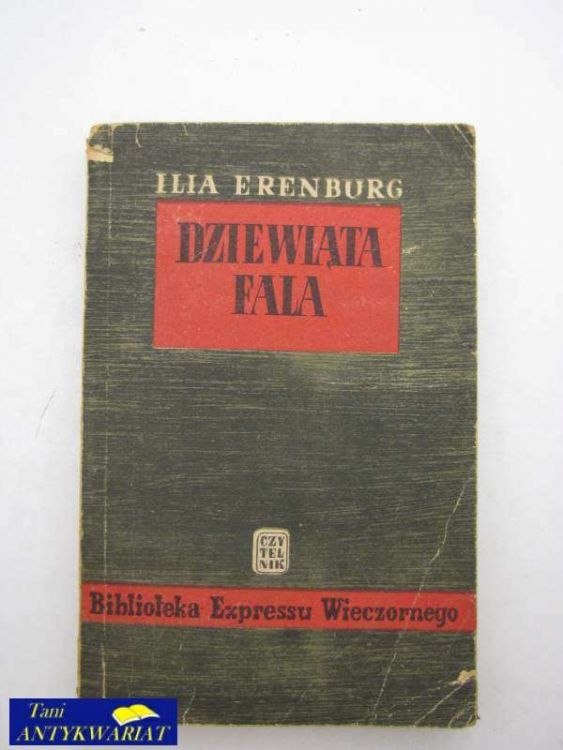 ILIA ERENBURG
DZIEWIĄTA
FALA
CZY
TEL
NIK
Biblioteka Expressu Wieczornego
Tani
ANTYKWARIAT